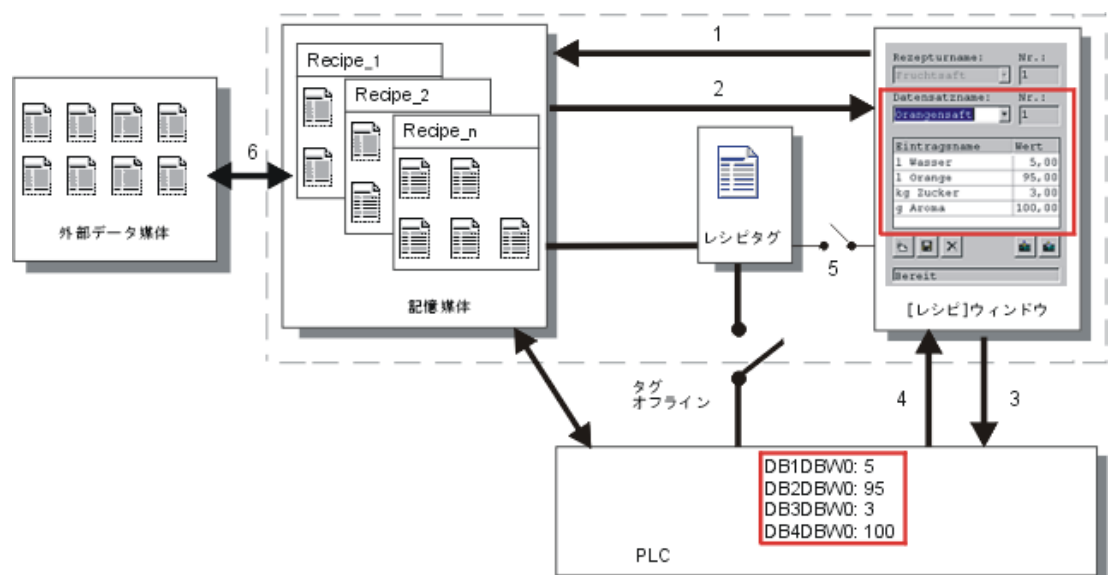 1
Recipe_1
Recipe_2
Recipe_n
2
6
外部データ媒体
記憶媒体
レシピタグ
5
Rezepturname:
Nr.:
Fruchtsaft
1
Datensatzname:
Nr.:
Orangensaft
1
Eintragsname
Wert
l Wasser
5,00
l Orange
95,00
kg Zucker
3,00
g Aroma
100,00
Bereit
[レシピ]ウィンドウ
タグ
オフライン
4
3
DB1DBW0: 5
DB2DBW0: 95
DB3DBW0: 3
DB4DBW0: 100
PLC